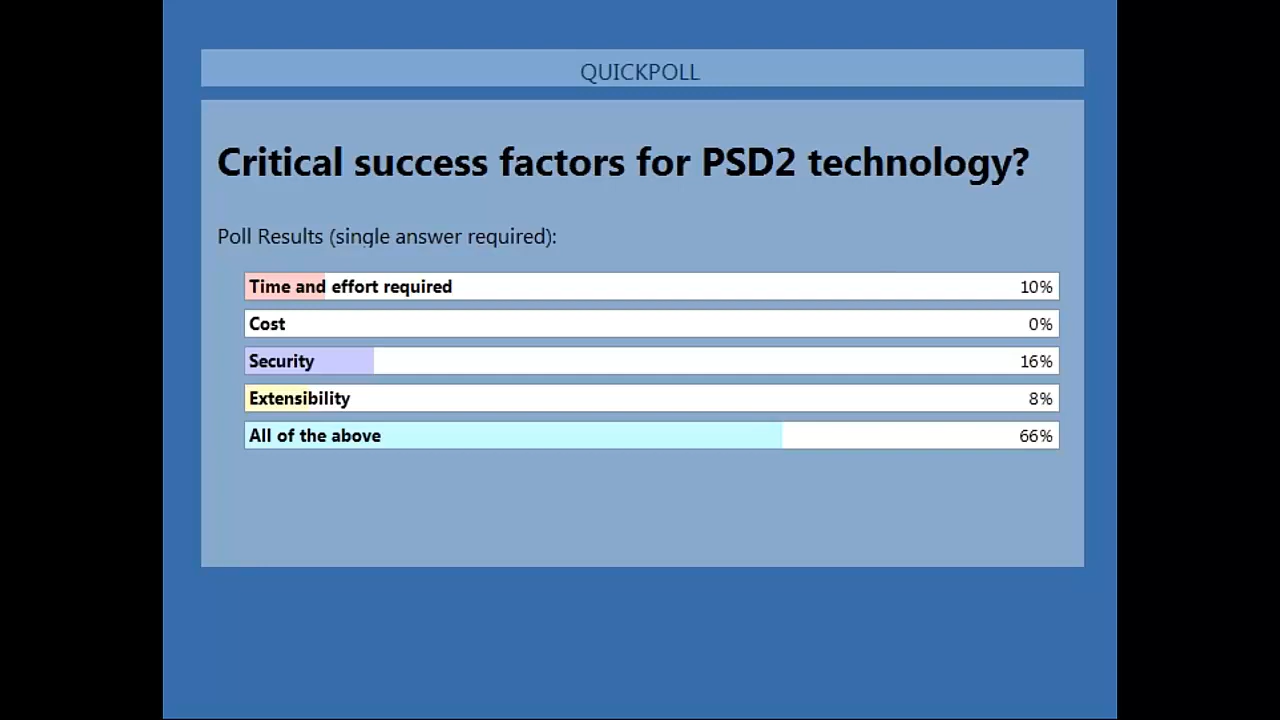 QUICKPOLL
Critical success factors for PSD2 technology?
Poll Results (single answer required):
Time and effort required 10%
Cost 0%
Security 16%
Extensibility 8%
All of the above 66%